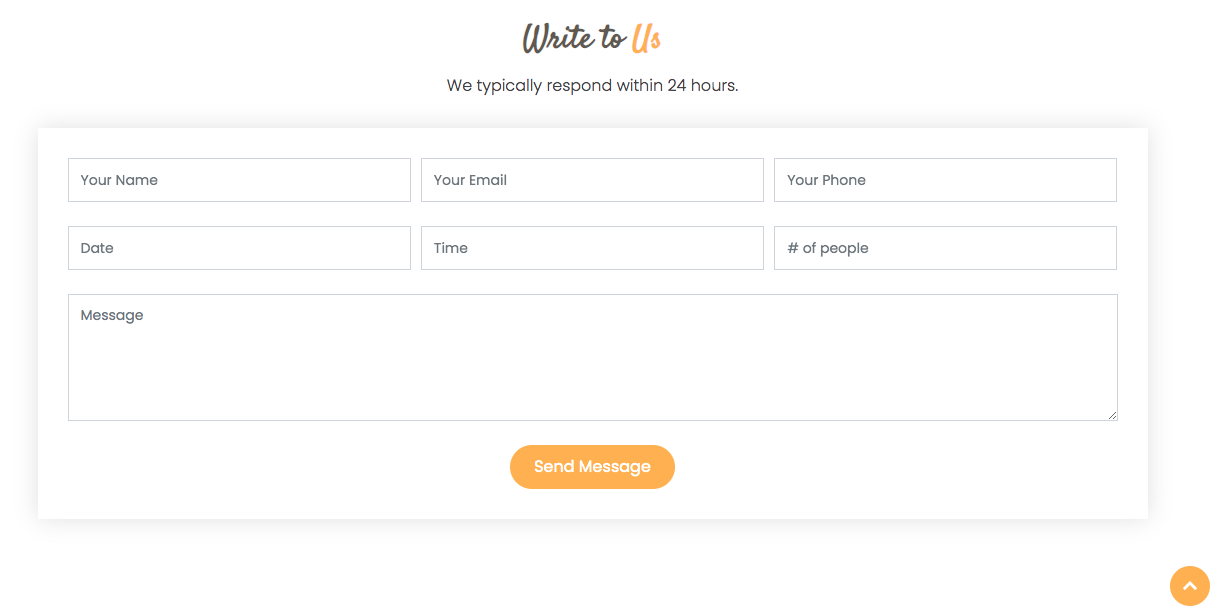 Write to Us
We typically respond within 24 hours.
Your Name
Your Email
Your Phone
Date
Time
# of people
Message
Send Message